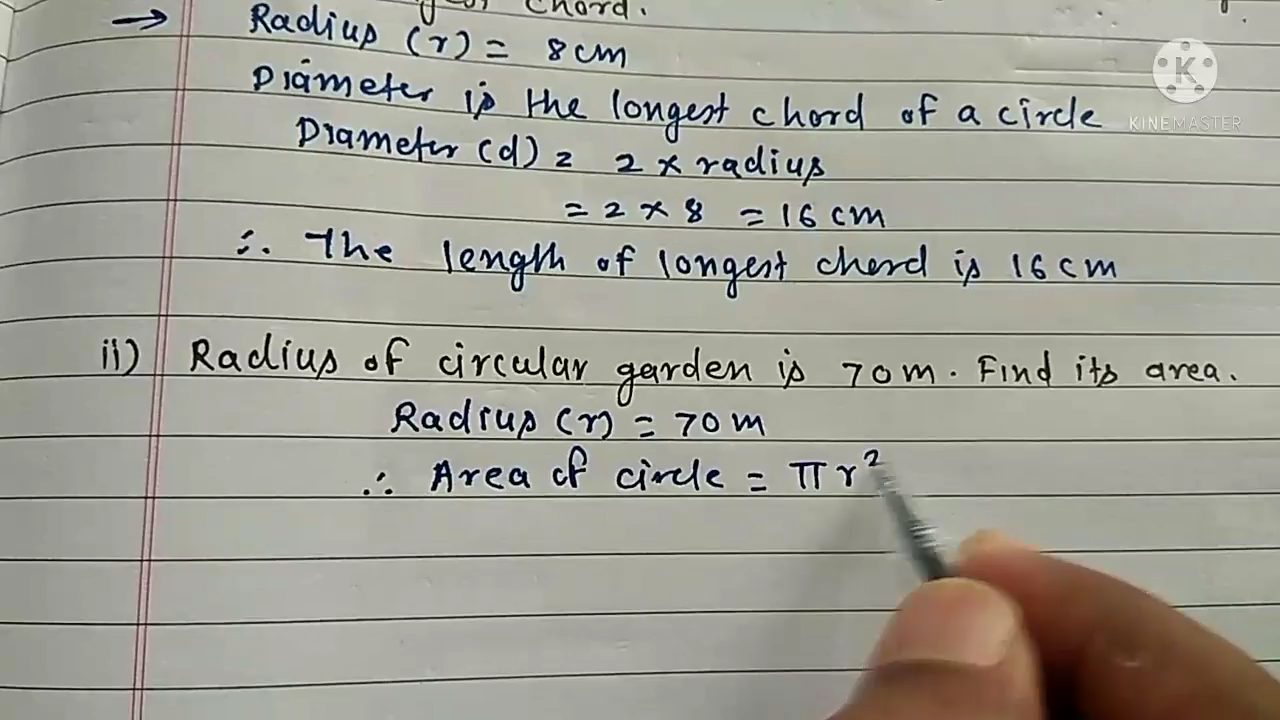 chord.
→ Radius (r) = 8cm
Diameter is the longest chord of a circle
KINEMASTER
Diameter (d) = 2 × radius
= 2 × 8 = 16 cm
∴ The length of longest chord is 16 cm
ii) Radius of circular garden is 70 m. Find its area.
Radius (r) = 70 m
∴ Area of circle = πr²